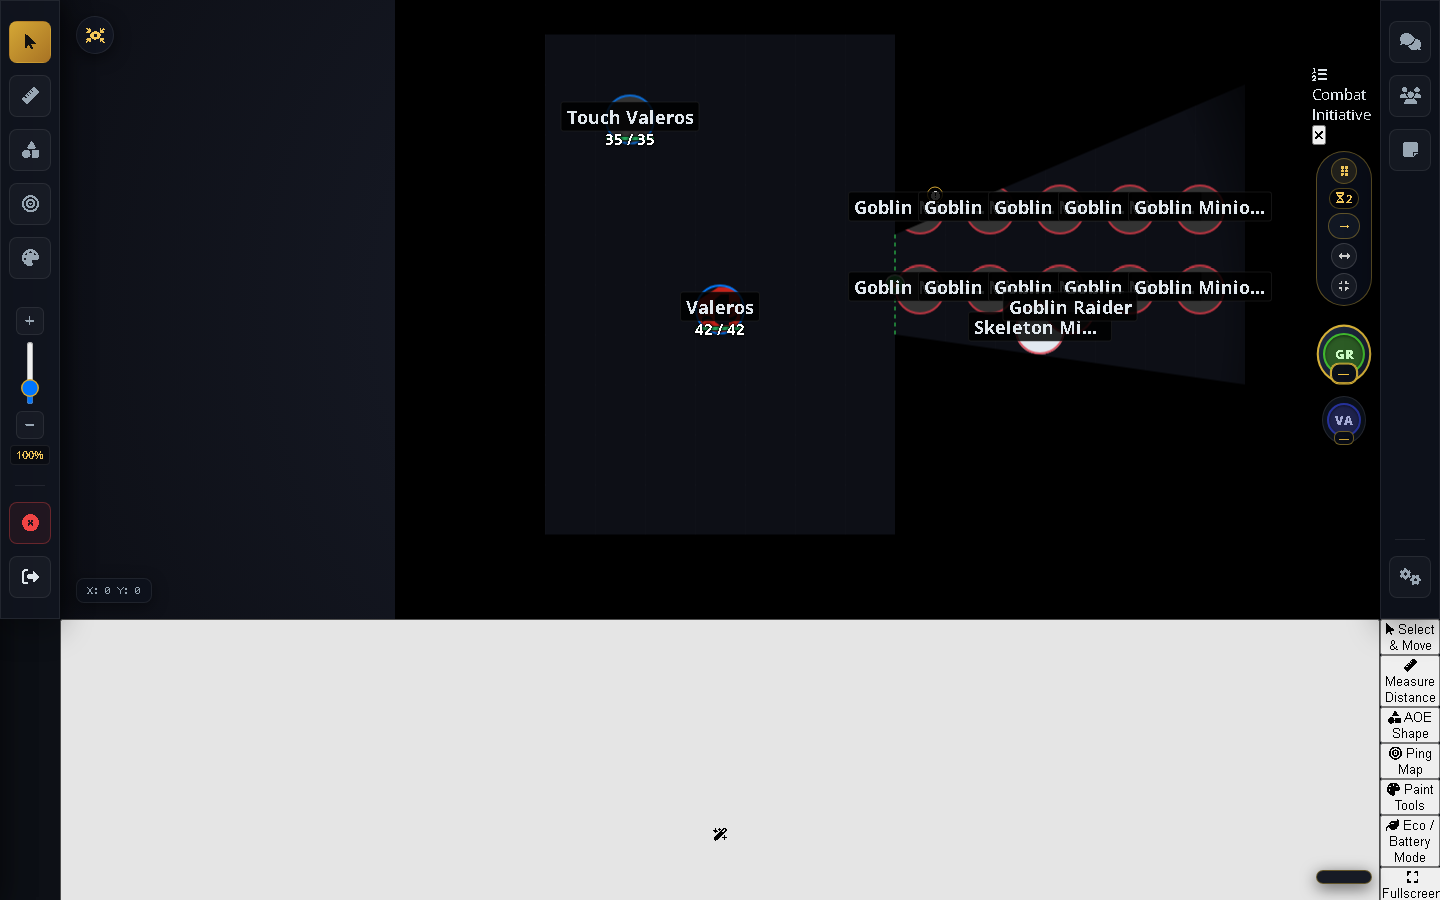 Touch Valeros
35 / 35
Combat
Initiative
2
Goblin
Goblin
Goblin
Goblin
Goblin Minio...
Goblin
Goblin
Goblin
Goblin
Goblin Minio...
Goblin Raider
Skeleton Mi...
Valeros
42 / 42
GR
VA
100%
X: 0 Y: 0
Select
& Move
Measure
Distance
AOE
Shape
Ping
Map
Paint
Tools
Eco /
Battery
Mode
Fullscreen